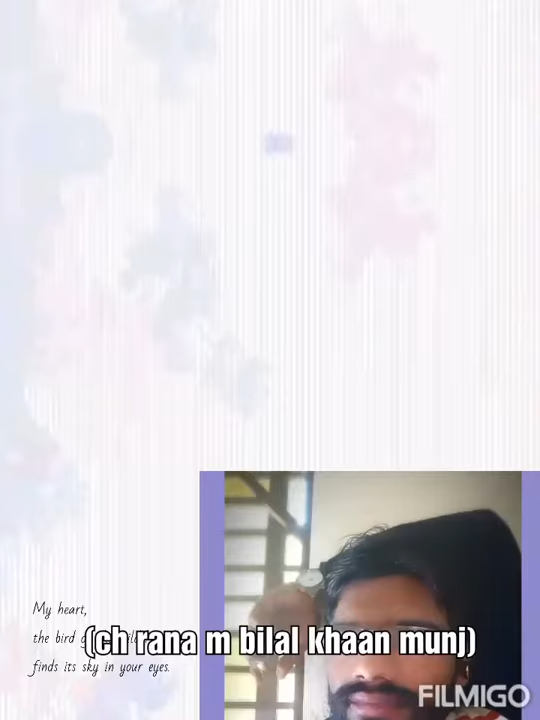 My heart,
the bird
(ch rana m bilal khaan munj)
finds its sky in your eyes.
FILMIGO